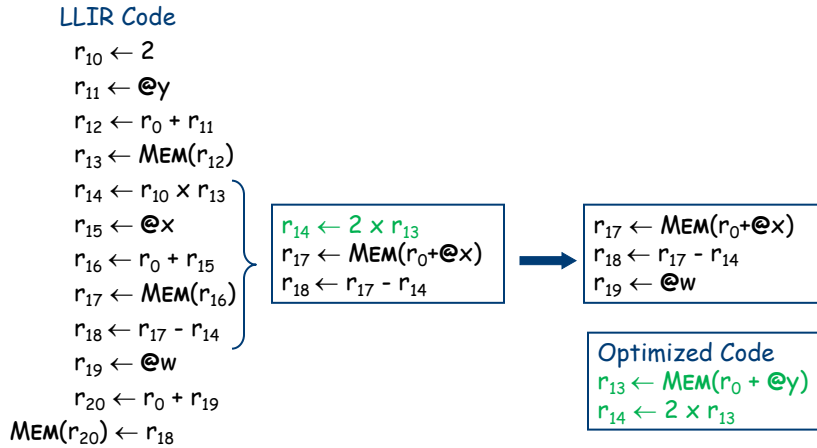 LLIR Code
r₁₀ ← 2
r₁₁ ← @y
r₁₂ ← r₀ + r₁₁
r₁₃ ← MEM(r₁₂)
r₁₄ ← r₁₀ x r₁₃
r₁₅ ← @x
r₁₆ ← r₀ + r₁₅
r₁₇ ← MEM(r₁₆)
r₁₈ ← r₁₇ - r₁₄
r₁₉ ← @w
r₂₀ ← r₀ + r₁₉
MEM(r₂₀) ← r₁₈
r₁₄ ← 2 x r₁₃
r₁₇ ← MEM(r₀+@x)
r₁₈ ← r₁₇ - r₁₄
r₁₇ ← MEM(r₀+@x)
r₁₈ ← r₁₇ - r₁₄
r₁₉ ← @w
Optimized Code
r₁₃ ← MEM(r₀ + @y)
r₁₄ ← 2 x r₁₃